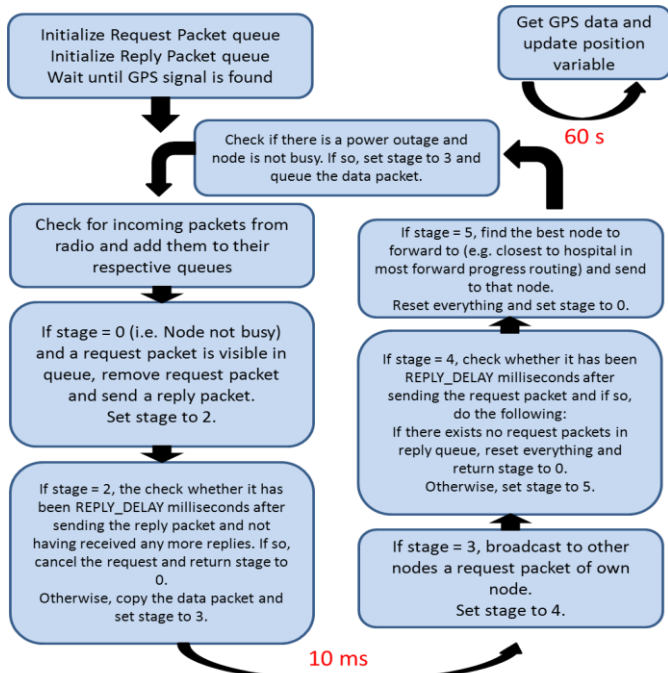 Initialize Request Packet queue
Initialize Reply Packet queue
Wait until GPS signal is found
Get GPS data and
update position
variable
60 s
Check if there is a power outage and
node is not busy. If so, set stage to 3 and
queue the data packet.
Check for incoming packets from
radio and add them to their
respective queues
If stage = 0 (i.e. Node not busy)
and a request packet is visible in
queue, remove request packet
and send a reply packet.
Set stage to 2.
If stage = 2, the check whether it has
been REPLY_DELAY milliseconds after
sending the reply packet and not
having received any more replies. If so,
cancel the request and return stage to
0.
Otherwise, copy the data packet and
set stage to 3.
10 ms
If stage = 3, broadcast to other
nodes a request packet of own
node.
Set stage to 4.
If stage = 4, check whether it has been
REPLY_DELAY milliseconds after
sending the request packet and if so,
do the following:
If there exists no request packets in
reply queue, reset everything and
return stage to 0.
Otherwise, set stage to 5.
If stage = 5, find the best node to
forward to (e.g. closest to hospital in
most forward progress routing) and send
to that node.
Reset everything and set stage to 0.